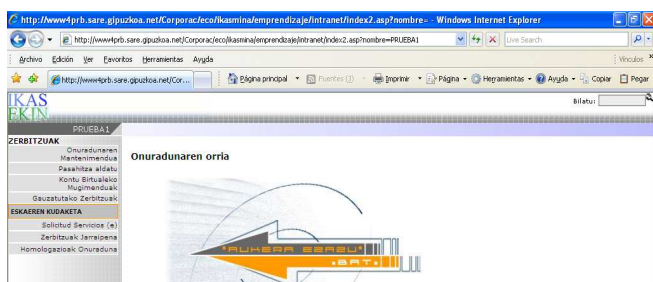 http://www4prb.sare.gipuzkoa.net/Corporac/eco/ikasmina/emprendizaje/intranet/index2.asp?nombre= - Windows Internet Explorer
http://www4prb.sare.gipuzkoa.net/Corporac/eco/ikasmina/emprendizaje/intranet/index2.asp?nombre=PRUEBA1 Live Search
Archivo Edición Ver Favoritos Herramientas Ayuda Vínculos
http://www4prb.sare.gipuzkoa.net/Cor... Página principal Fuentes (J) Imprimir Página Herramientas Ayuda Copiar Pegar
IKAS
EKIN
Bilatu:
PRUEBA1
ZERBITZUAK
Onuradunaren
Mantenimendua
Pasahitza aldatu
Kontu Birtualeko
Mugimenduak
Gauzatutako Zerbitzuak
ESKAEREN KUDAKETA
Solicitud Servicios (e)
Zerbitzuak Jarraipena
Homologazioak Onuraduna
Onuradunaren orria
*AUKERA EZAZU*
.BAT.